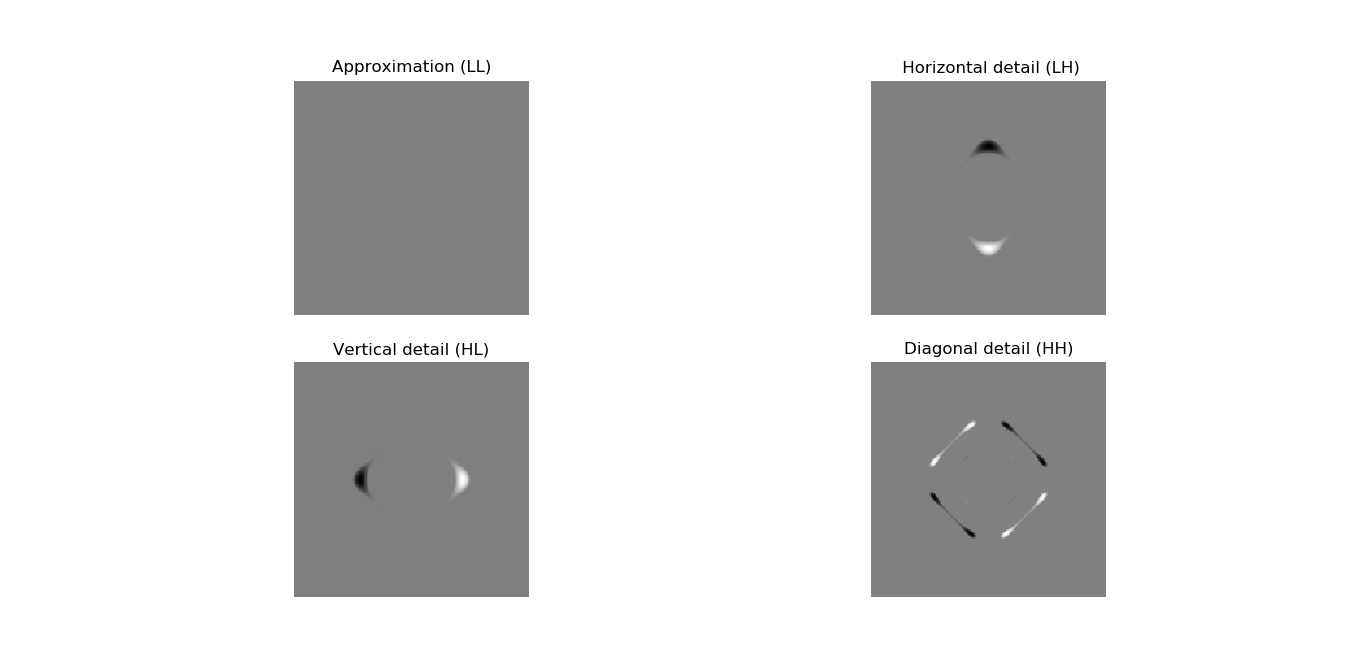 Approximation (LL)
Horizontal detail (LH)
Vertical detail (HL)
Diagonal detail (HH)